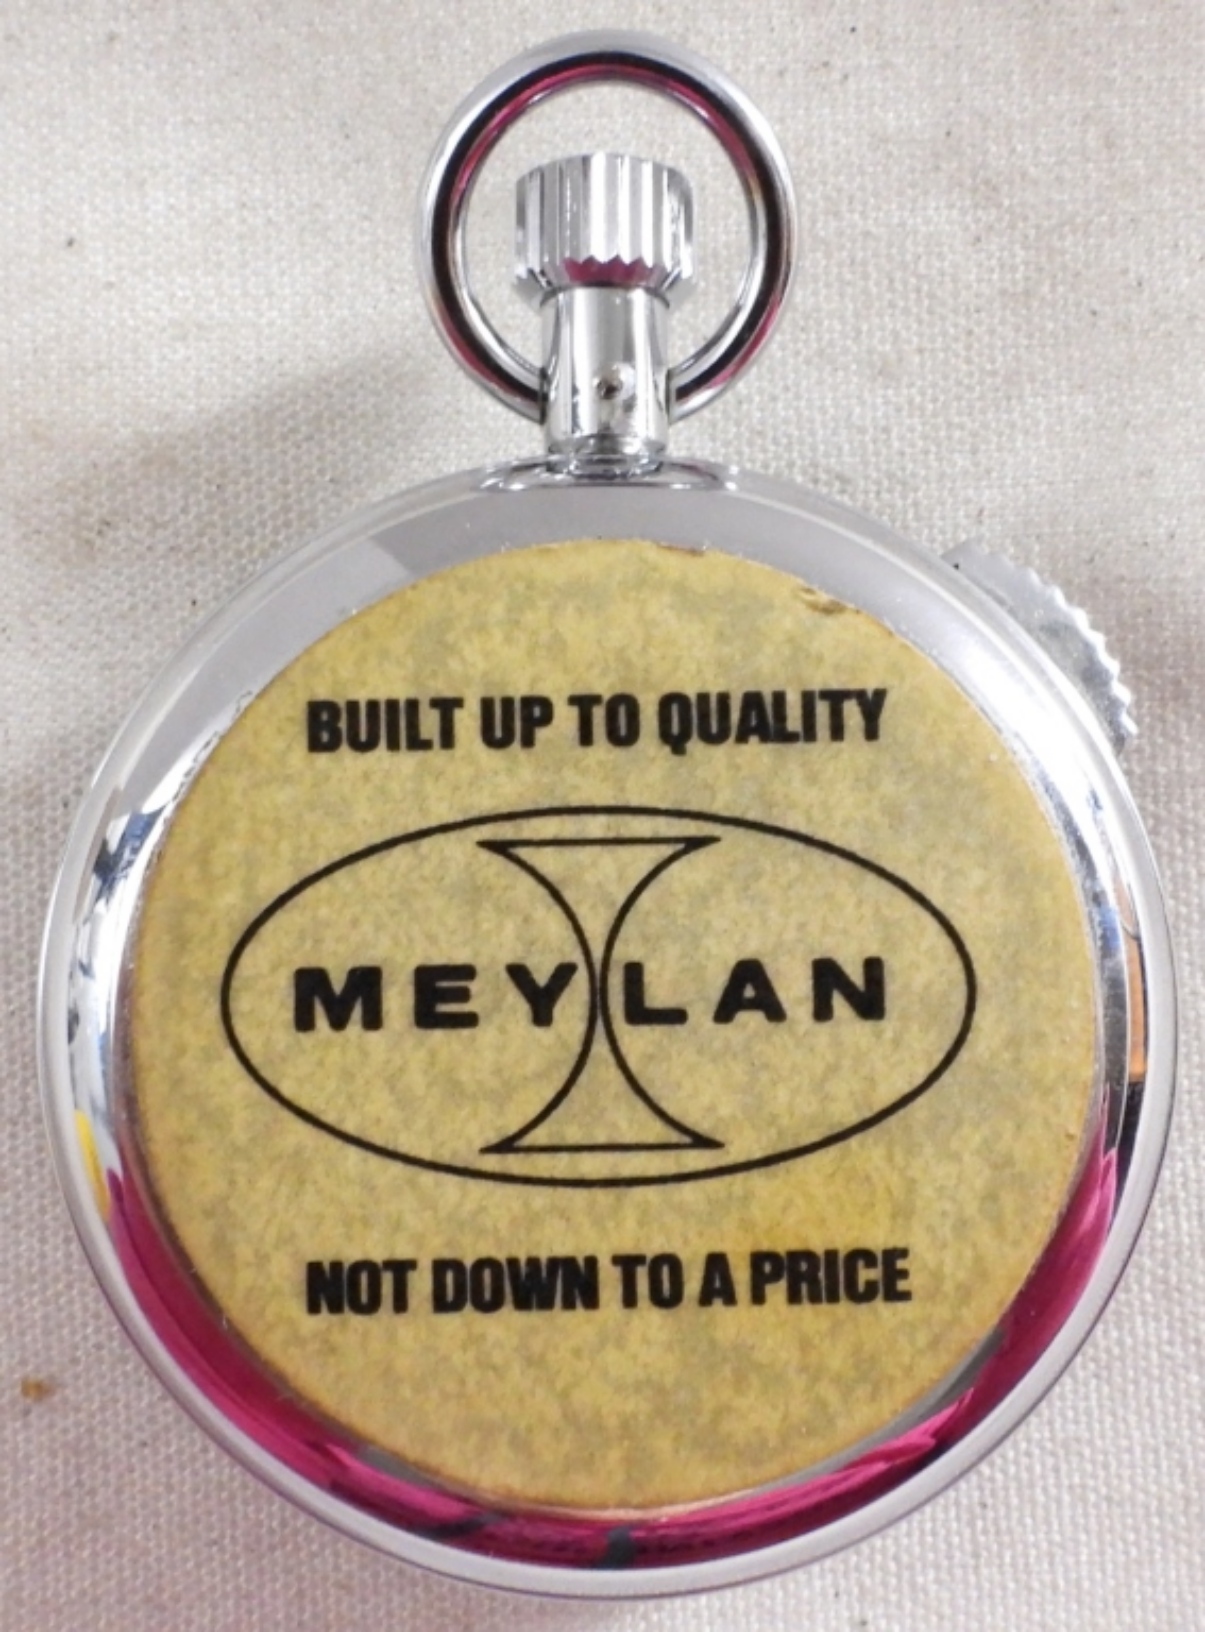 BUILT UP TO QUALITY
MEYLAN
NOT DOWN TO A PRICE